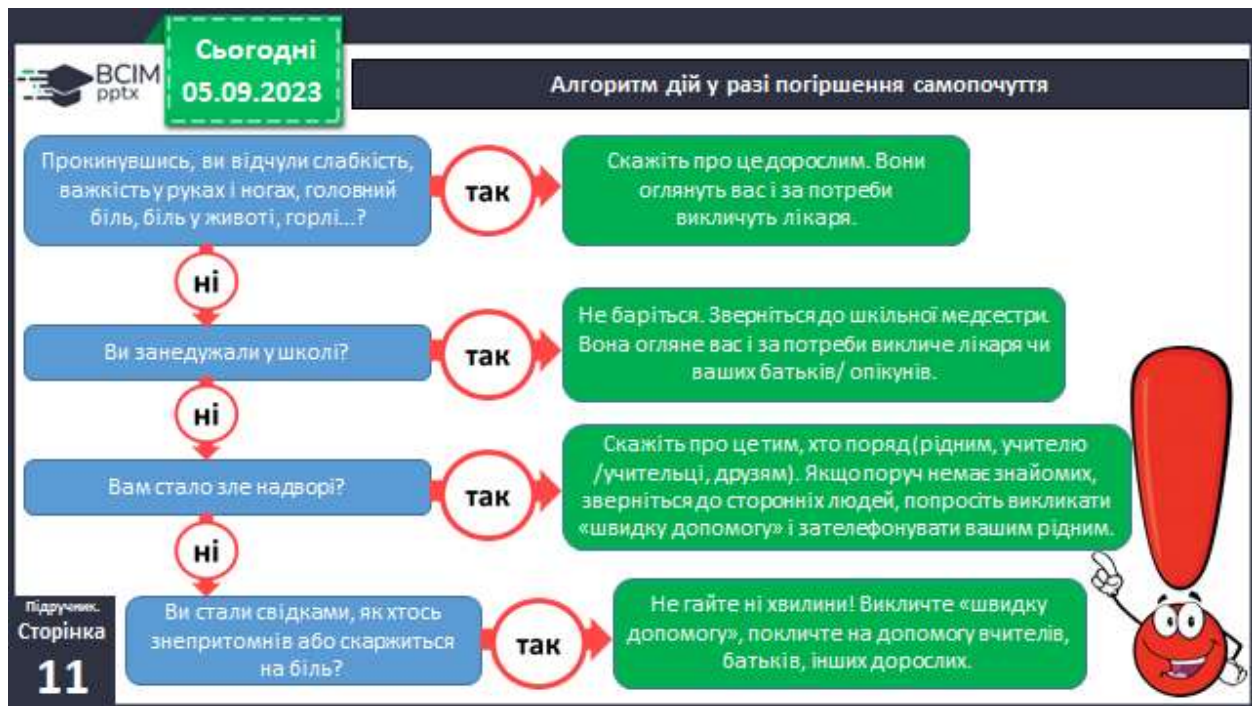 Сьогодні
05.09.2023
ВСІМ
pptx
Алгоритм дій у разі погіршення самопочуття
Прокинувшись, ви відчули слабкість,
важкість у руках і ногах, головний
біль, біль у животі, горлі...?
так
Скажіть про це дорослим. Вони
оглянуть вас і за потреби
викличуть лікаря.
ні
Ви занедужали у школі?
так
Не баріться. Зверніться до шкільної медсестри.
Вона огляне вас і за потреби викличе лікаря чи
ваших батьків/ опікунів.
ні
Вам стало зле надворі?
так
Скажіть про це тим, хто поряд (рідним, учителю
/учительці, друзям). Якщо поруч немає знайомих,
зверніться до сторонніх людей, попросіть викликати
«швидку допомогу» і зателефонувати вашим рідним.
ні
Ви стали свідками, як хтось
знепритомнів або скаржиться
на біль?
так
Не гайте ні хвилини! Викличте «швидку
допомогу», покличте на допомогу вчителів,
батьків, інших дорослих.
Підручник.
Сторінка
11